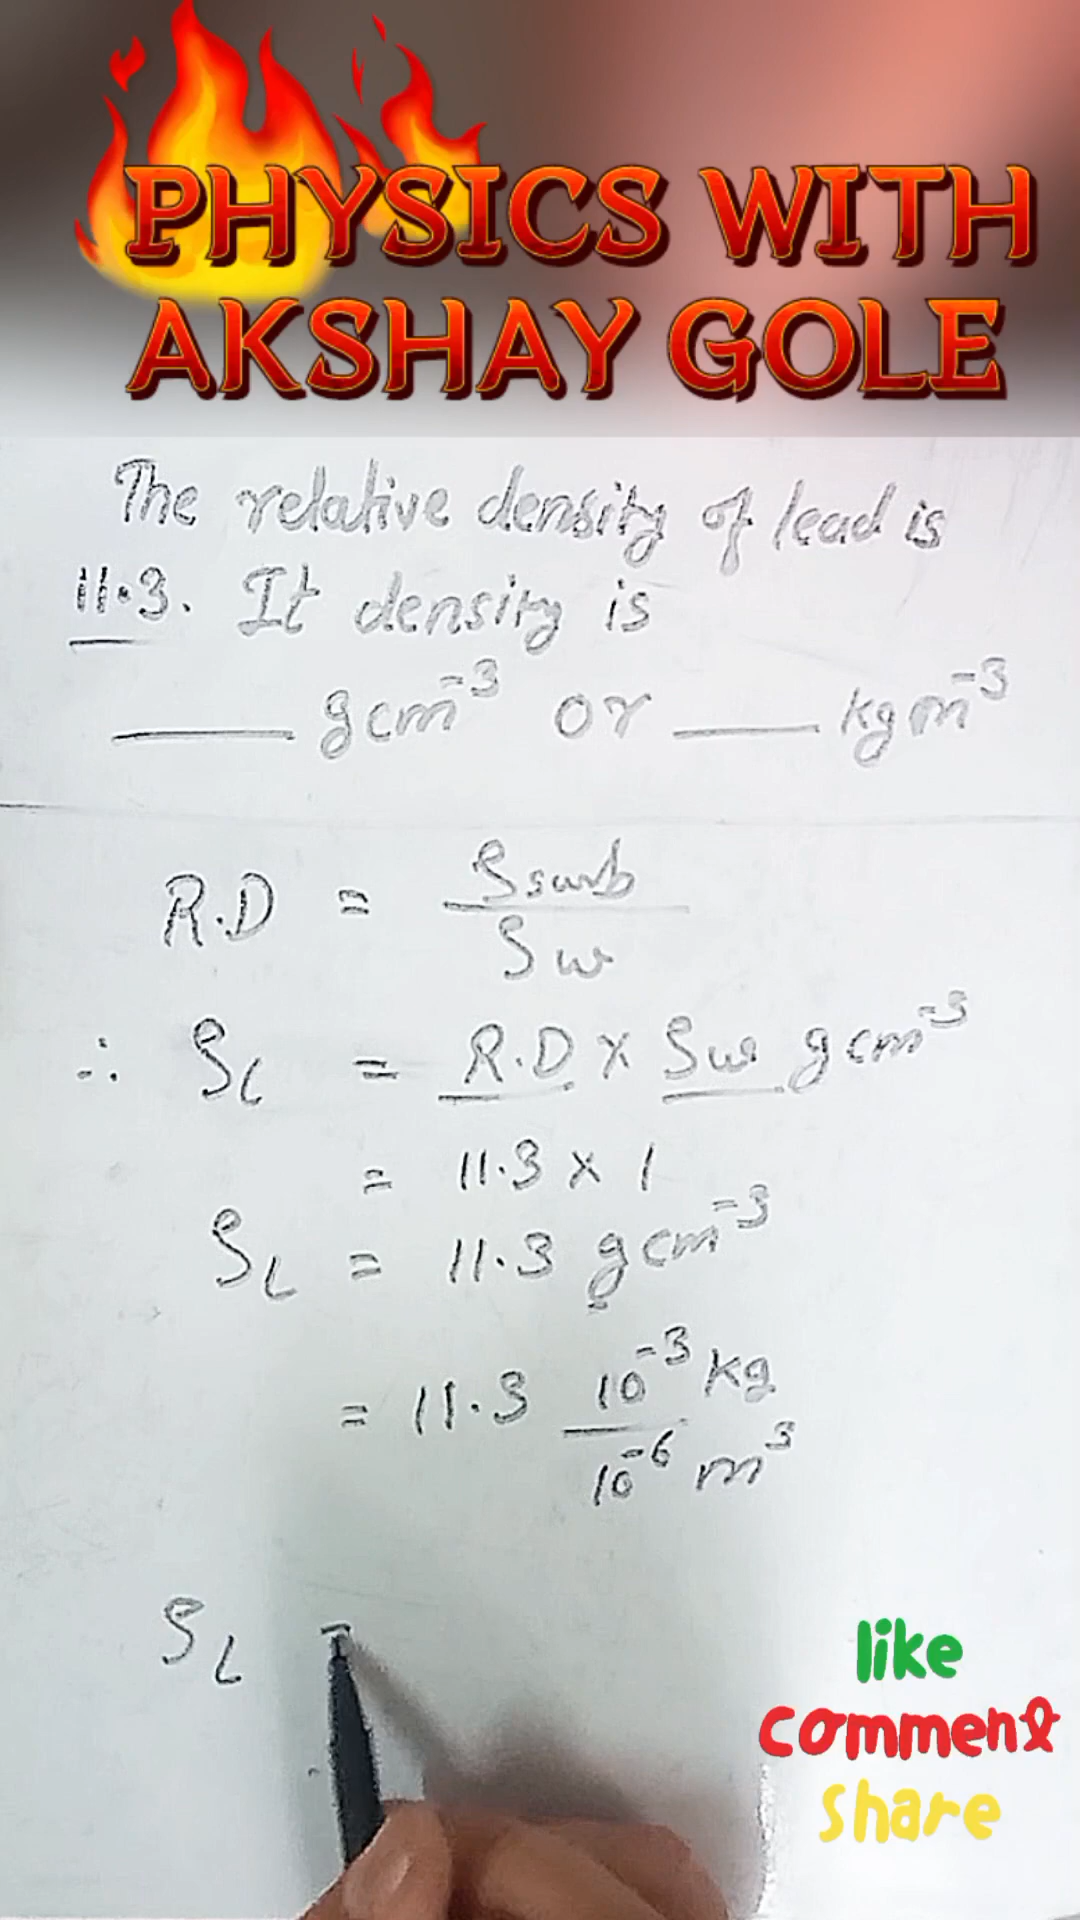 PHYSICS WITH
AKSHAY GOLE
The relative density of lead is
11.3. It density is
____ gcm⁻³ or ____ kgm⁻³
R.D = ρsub / ρw
∴ ρL = R.D × ρw gcm⁻³
= 11.3 × 1
ρL = 11.3 gcm⁻³
= 11.3 10⁻³ kg / 10⁻⁶ m³
ρL =
like
comment
share